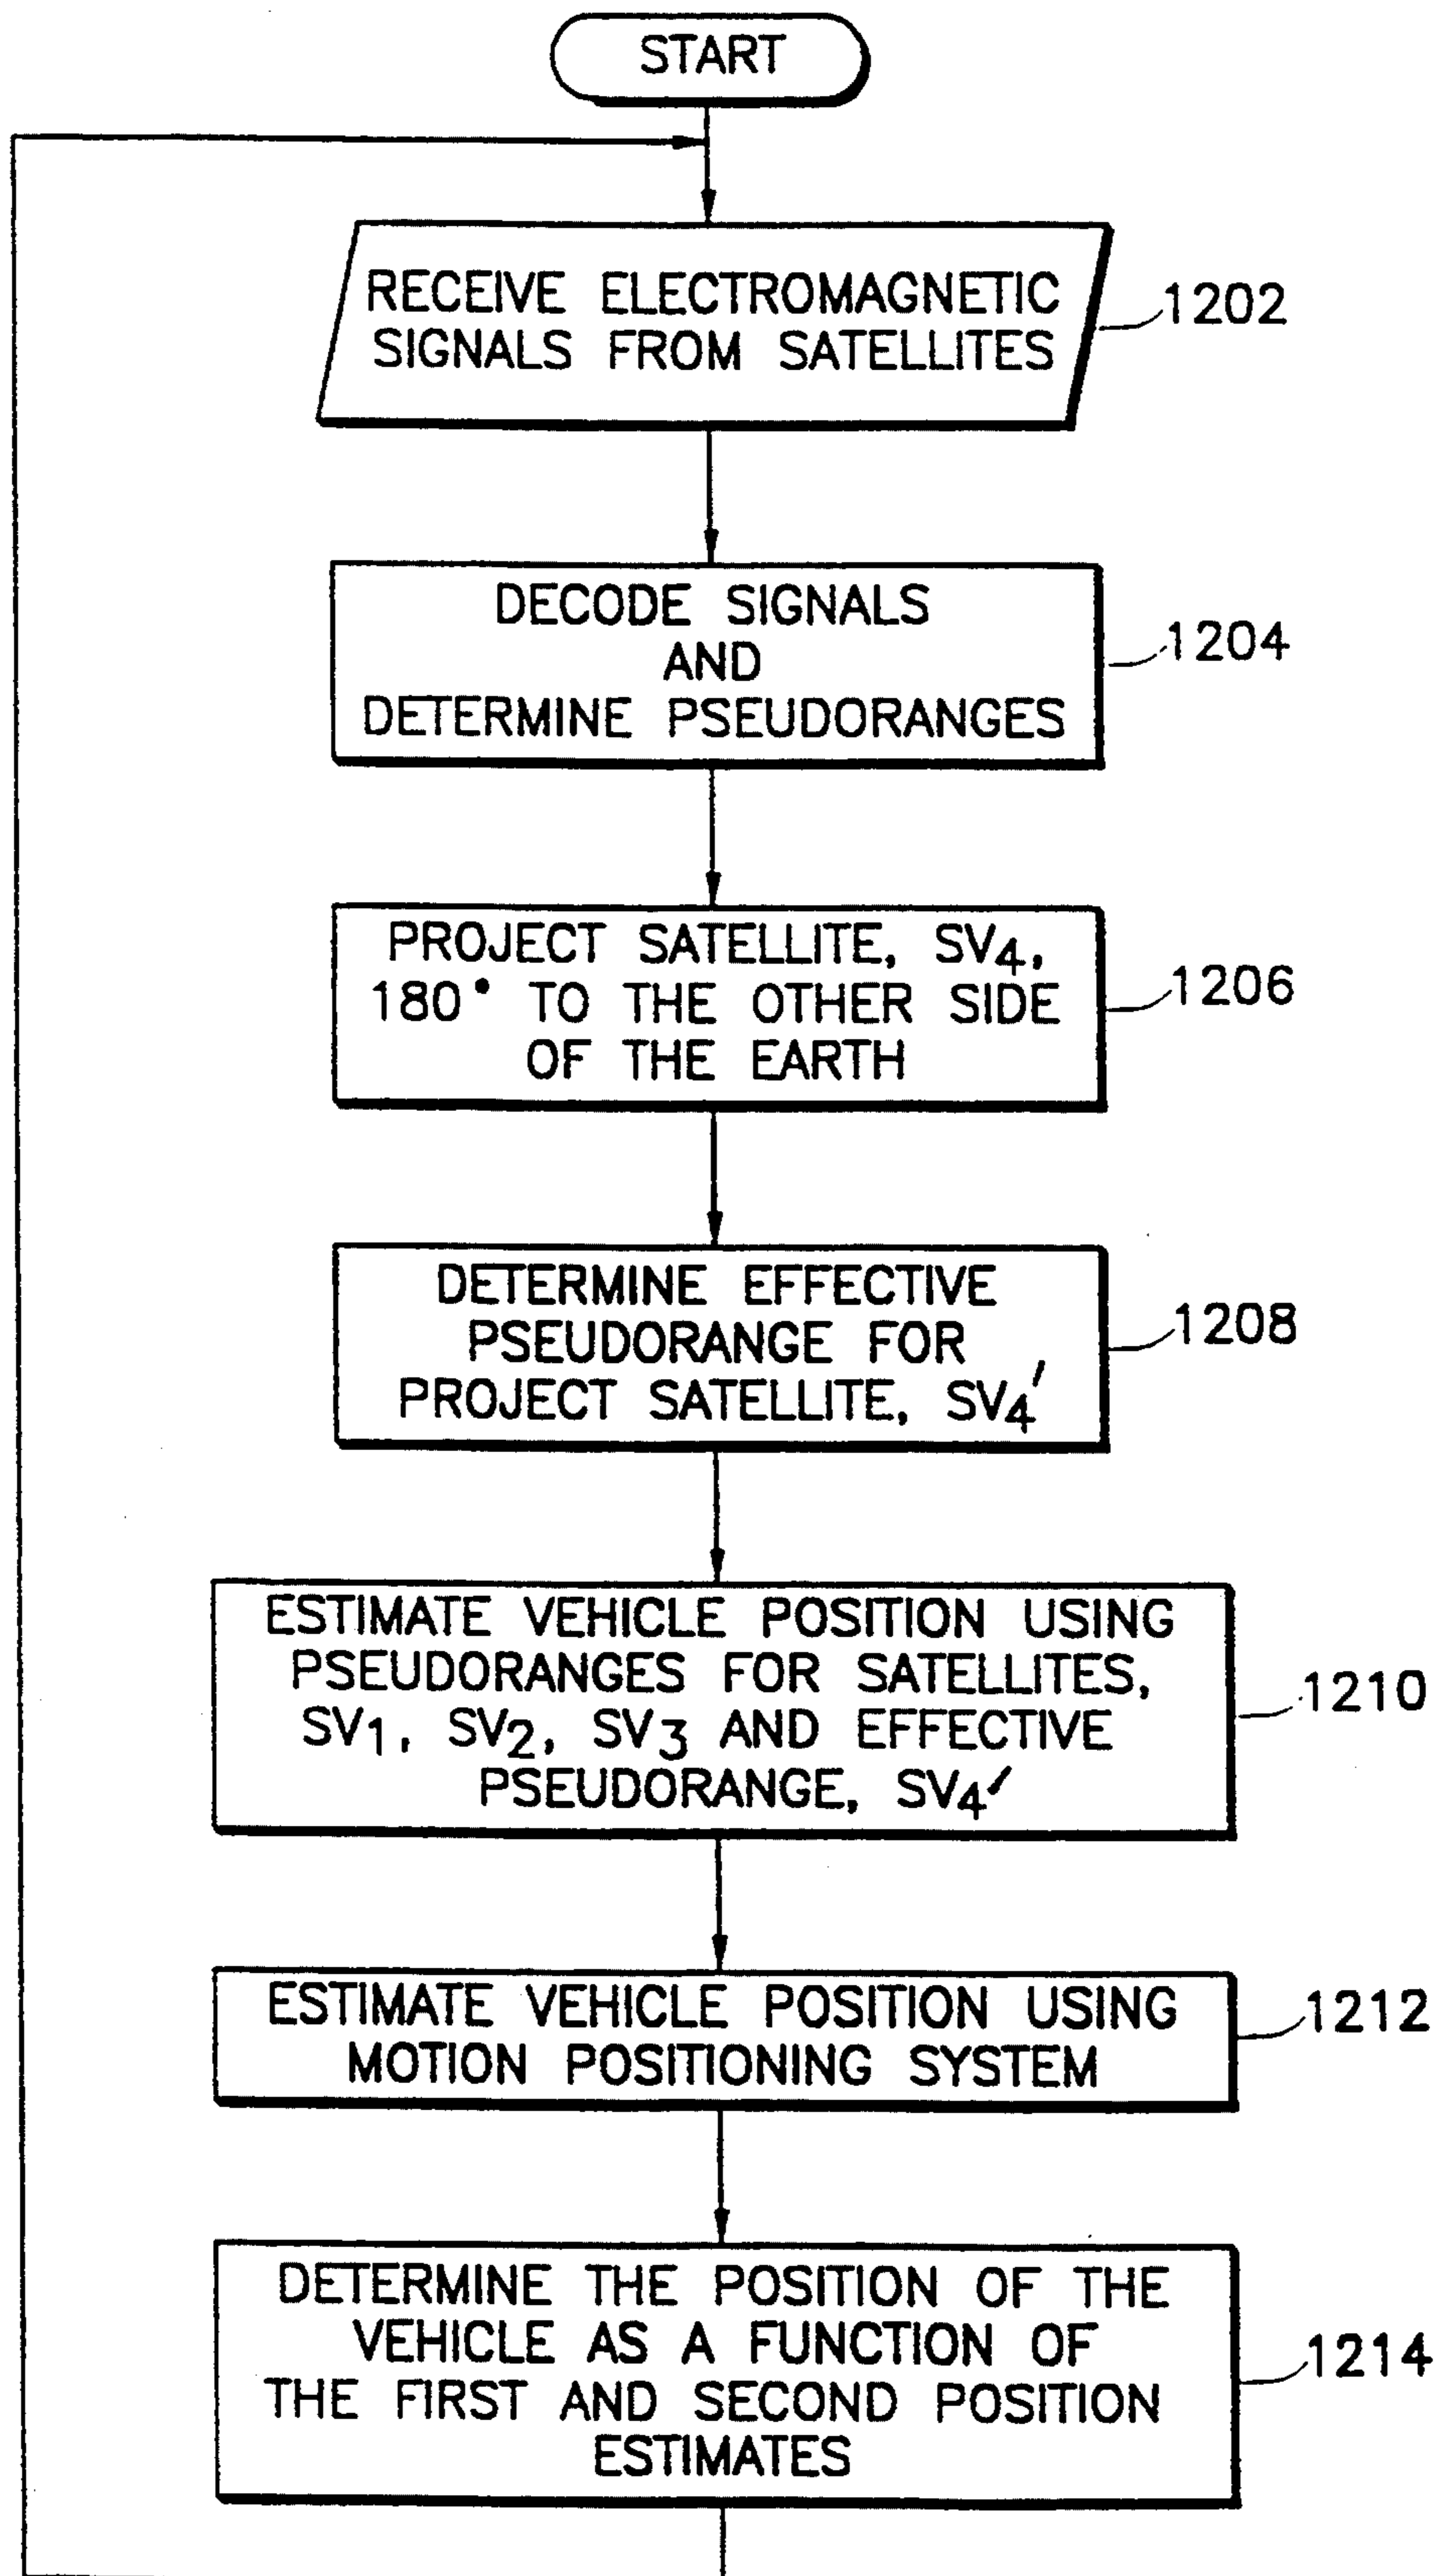 START
RECEIVE ELECTROMAGNETIC
SIGNALS FROM SATELLITES
1202
DECODE SIGNALS
AND
DETERMINE PSEUDORANGES
1204
PROJECT SATELLITE, SV4,
180° TO THE OTHER SIDE
OF THE EARTH
1206
DETERMINE EFFECTIVE
PSEUDORANGE FOR
PROJECT SATELLITE, SV4'
1208
ESTIMATE VEHICLE POSITION USING
PSEUDORANGES FOR SATELLITES,
SV1, SV2, SV3 AND EFFECTIVE
PSEUDORANGE, SV4'
1210
ESTIMATE VEHICLE POSITION USING
MOTION POSITIONING SYSTEM
1212
DETERMINE THE POSITION OF THE
VEHICLE AS A FUNCTION OF
THE FIRST AND SECOND POSITION
ESTIMATES
1214